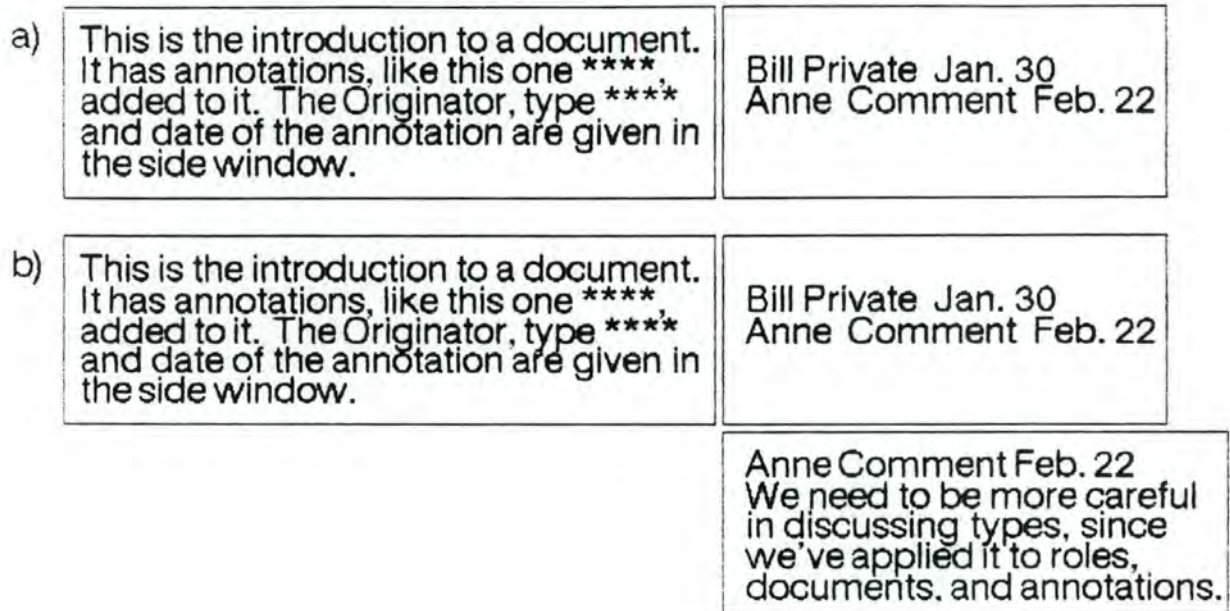 a)
This is the introduction to a document.
It has annotations, like this one ****,
added to it. The Originator, type ****
and date of the annotation are given in
the side window.
Bill Private Jan. 30
Anne Comment Feb. 22
b)
This is the introduction to a document.
It has annotations, like this one ****,
added to it. The Originator, type ****
and date of the annotation are given in
the side window.
Bill Private Jan. 30
Anne Comment Feb. 22
Anne Comment Feb. 22
We need to be more careful
in discussing types, since
we've applied it to roles,
documents, and annotations.